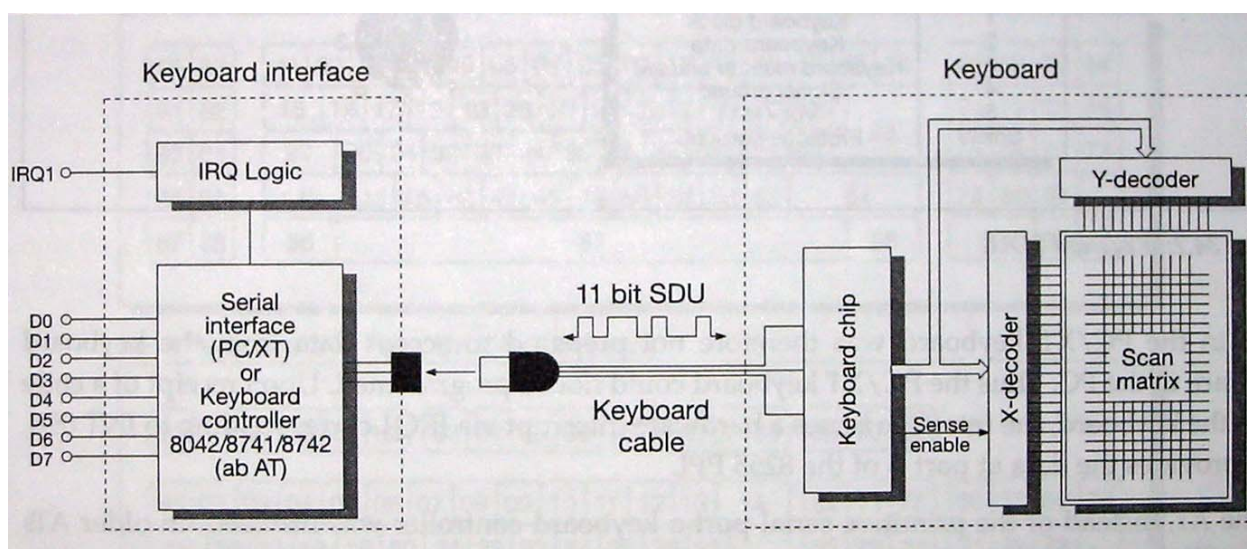 Keyboard interface
Keyboard
IRQ1
IRQ Logic
Y-decoder
D0
D1
D2
D3
D4
D5
D6
D7
Serial
interface
(PC/XT)
or
Keyboard
controller
8042/8741/8742
(ab AT)
11 bit SDU
Keyboard
cable
Keyboard chip
Sense
enable
X-decoder
Scan
matrix